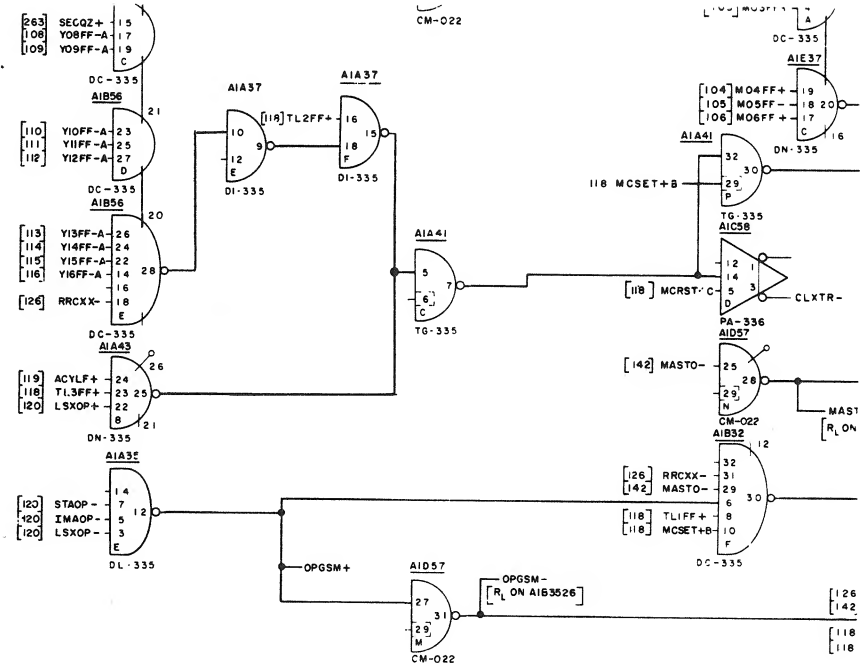 [263] SECQZ+ 15
[108] Y08FF-A 17
[109] Y09FF-A 19
C
DC-335
CM-022
M03FF+ 4
A
DC-335
A1B56
21
[110] Y10FF-A 23
[111] Y11FF-A 25
[112] Y12FF-A 27
D
DC-335
A1A37
10
9
12
E
DI-335
A1A37
[118] TL2FF+ 16
15
18
F
DI-335
A1E37
[104] M04FF+ 19
[105] M05FF- 18 20
[106] M06FF+ 17
C
16
DN-335
A1A41
32
30
118 MCSET+B 29
P
TG-335
A1B56
20
[113] Y13FF-A 26
[114] Y14FF-A 24
[115] Y15FF-A 22
[116] Y16FF-A 14
28
16
[126] RRCXX- 18
E
DC-335
A1A41
5
7
6
C
TG-335
A1C58
12
1
14
[118] MCRST-C 5
3
D
CLXTR-
PA-336
A1A43
26
[119] ACYLF+ 24
[118] TL3FF+ 23 25
[120] LSXOP+ 22
B
21
DN-335
A1D57
[142] MASTO- 25
28
29
N
CM-022
MAST
[RL ON
A1A35
14
[120] STAOP- 7
12
[120] IMAOP- 5
[120] LSXOP- 3
E
DL-335
OPGSM+
A1B32
12
32
[126] RRCXX- 31
[142] MASTO- 29
30
6
[118] TL1FF+ 8
[118] MCSET+B 10
F
DC-335
A1D57
27
31
29
M
CM-022
OPGSM-
[RL ON A1B3526]
[126
[142
[118
[118